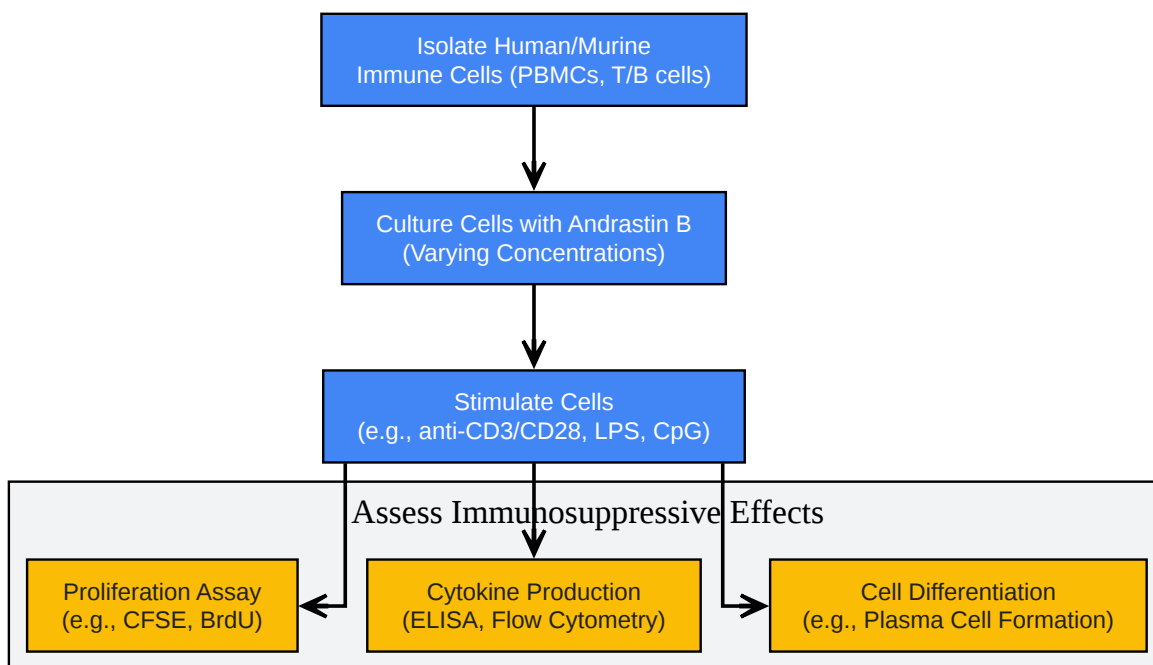 Isolate Human/Murine
Immune Cells (PBMCs, T/B cells)
Culture Cells with Andrastin B
(Varying Concentrations)
Stimulate Cells
(e.g., anti-CD3/CD28, LPS, CpG)
Assess Immunosuppressive Effects
Proliferation Assay
(e.g., CFSE, BrdU)
Cytokine Production
(ELISA, Flow Cytometry)
Cell Differentiation
(e.g., Plasma Cell Formation)